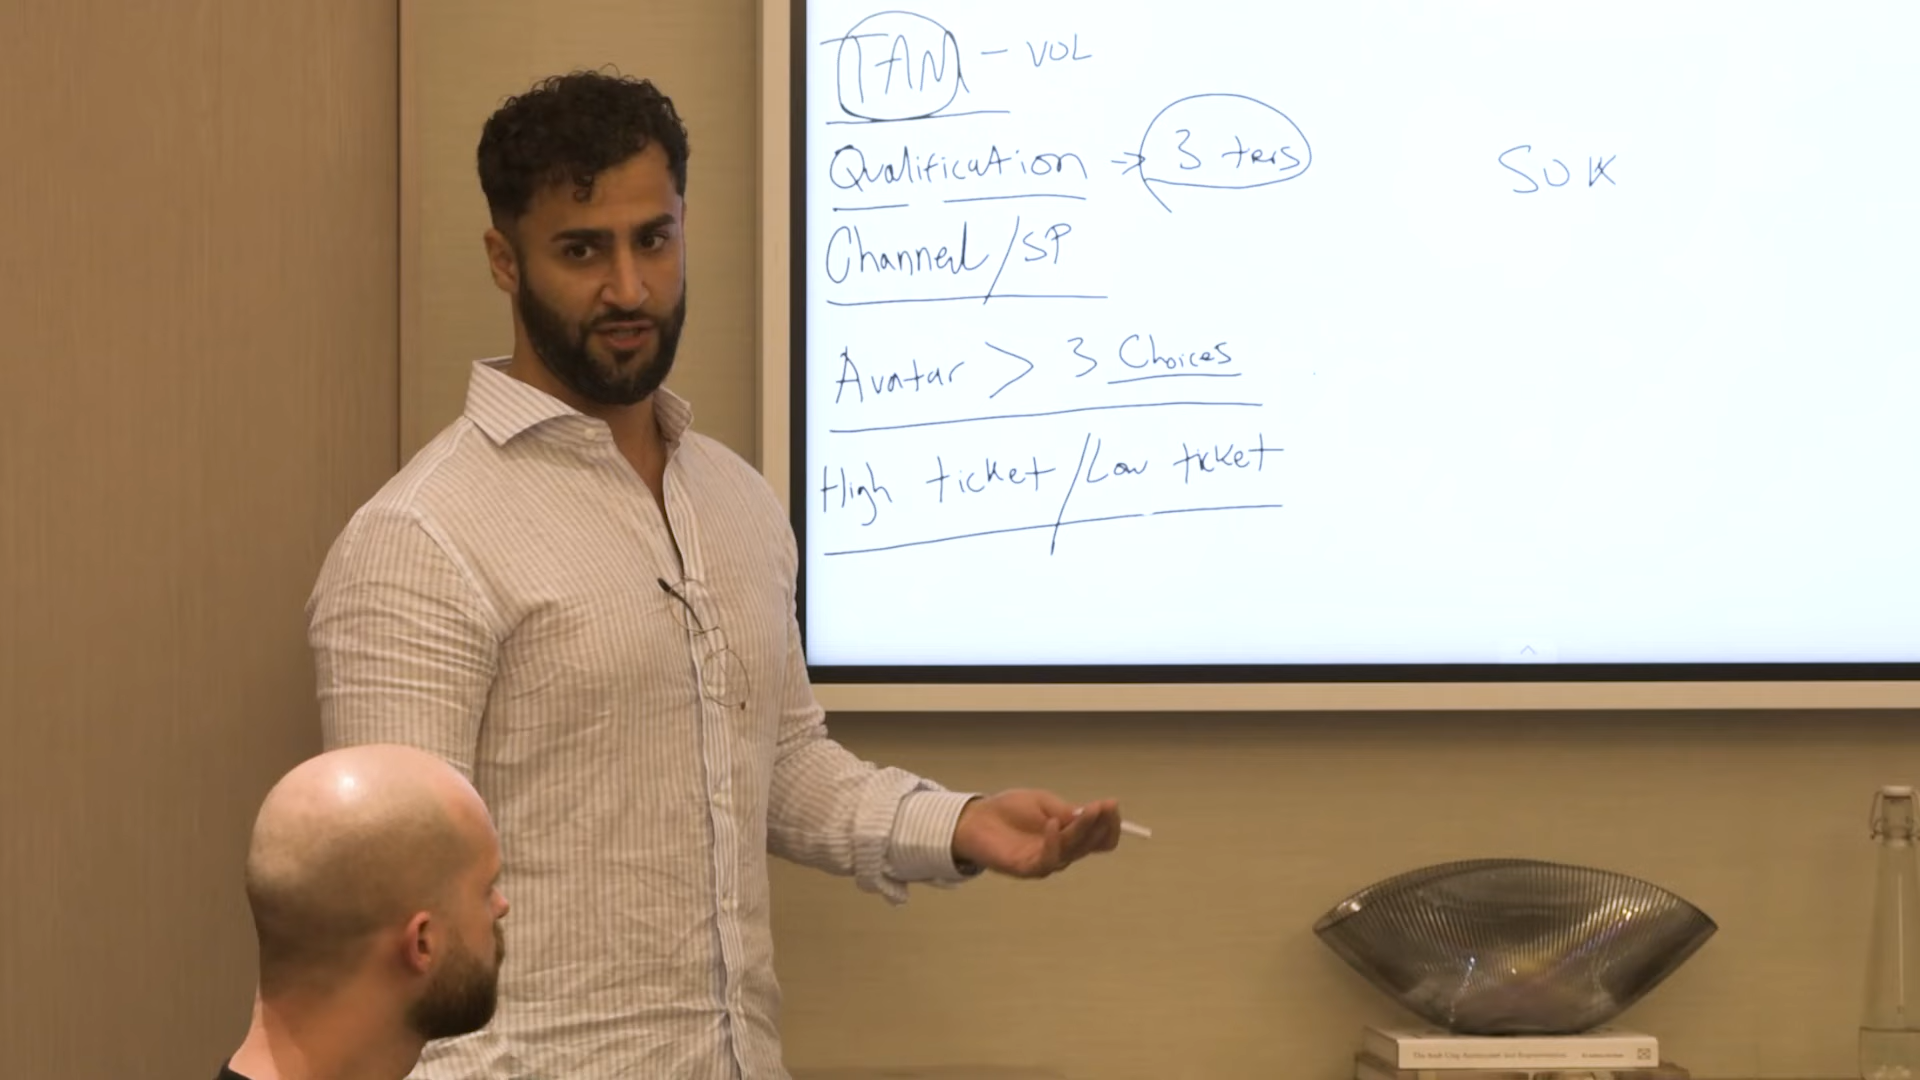 TAM - VOL
Qualification → 3 tiers
50K
Channel/SP
Avatar > 3 Choices
High ticket/Low ticket